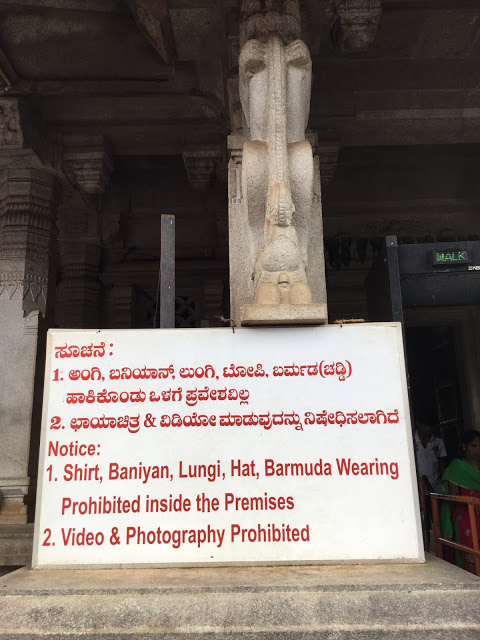 ಸೂಚನೆ :
1. ಅಂಗಿ, ಬನಿಯಾನ್, ಲುಂಗಿ, ಟೋಪಿ, ಬರ್ಮುಡ(ಚಡ್ಡಿ)
ಹಾಕಿಕೊಂಡು ಒಳಗೆ ಪ್ರವೇಶವಿಲ್ಲ
2. ಛಾಯಾಚಿತ್ರ & ವಿಡಿಯೋ ಮಾಡುವುದನ್ನು ನಿಷೇಧಿಸಲಾಗಿದೆ
Notice:
1. Shirt, Baniyan, Lungi, Hat, Barmuda Wearing
Prohibited inside the Premises
2. Video & Photography Prohibited
WALK